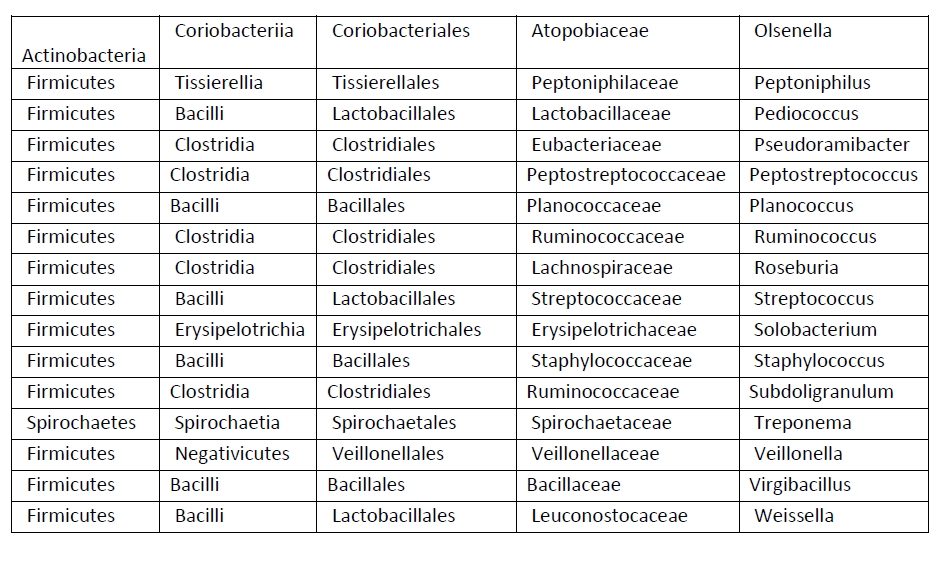 Actinobacteria Coriobacteriia Coriobacteriales Atopobiaceae Olsenella
Firmicutes Tissierellia Tissierellales Peptoniphilaceae Peptoniphilus
Firmicutes Bacilli Lactobacillales Lactobacillaceae Pediococcus
Firmicutes Clostridia Clostridiales Eubacteriaceae Pseudoramibacter
Firmicutes Clostridia Clostridiales Peptostreptococcaceae Peptostreptococcus
Firmicutes Bacilli Bacillales Planococcaceae Planococcus
Firmicutes Clostridia Clostridiales Ruminococcaceae Ruminococcus
Firmicutes Clostridia Clostridiales Lachnospiraceae Roseburia
Firmicutes Bacilli Lactobacillales Streptococcaceae Streptococcus
Firmicutes Erysipelotrichia Erysipelotrichales Erysipelotrichaceae Solobacterium
Firmicutes Bacilli Bacillales Staphylococcaceae Staphylococcus
Firmicutes Clostridia Clostridiales Ruminococcaceae Subdoligranulum
Spirochaetes Spirochaetia Spirochaetales Spirochaetaceae Treponema
Firmicutes Negativicutes Veillonellales Veillonellaceae Veillonella
Firmicutes Bacilli Bacillales Bacillaceae Virgibacillus
Firmicutes Bacilli Lactobacillales Leuconostocaceae Weissella